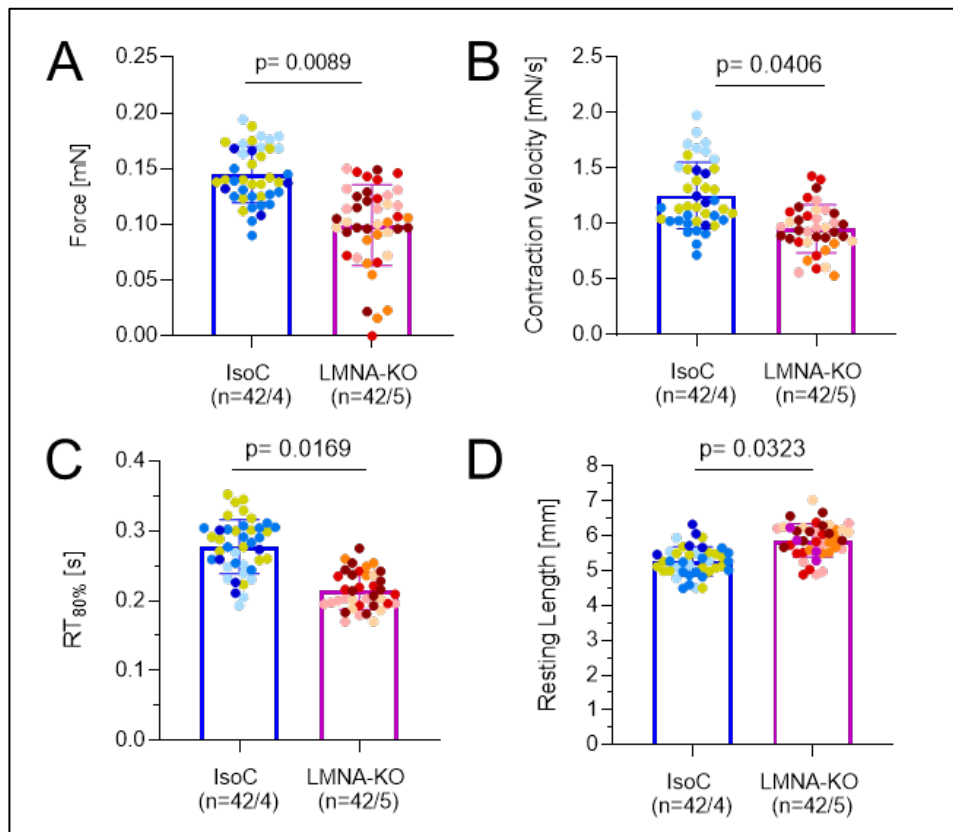 A
p= 0.0089
0.25
0.20
0.15
0.10
0.05
0.00
Force [mN]
IsoC
(n=42/4)
LMNA-KO
(n=42/5)
B
p= 0.0406
2.5
2.0
1.5
1.0
0.5
0.0
Contraction Velocity [mN/s]
IsoC
(n=42/4)
LMNA-KO
(n=42/5)
C
p= 0.0169
0.4
0.3
0.2
0.1
0.0
RT80% [s]
IsoC
(n=42/4)
LMNA-KO
(n=42/5)
D
p= 0.0323
8
7
6
5
4
3
2
1
0
Resting Length [mm]
IsoC
(n=42/4)
LMNA-KO
(n=42/5)